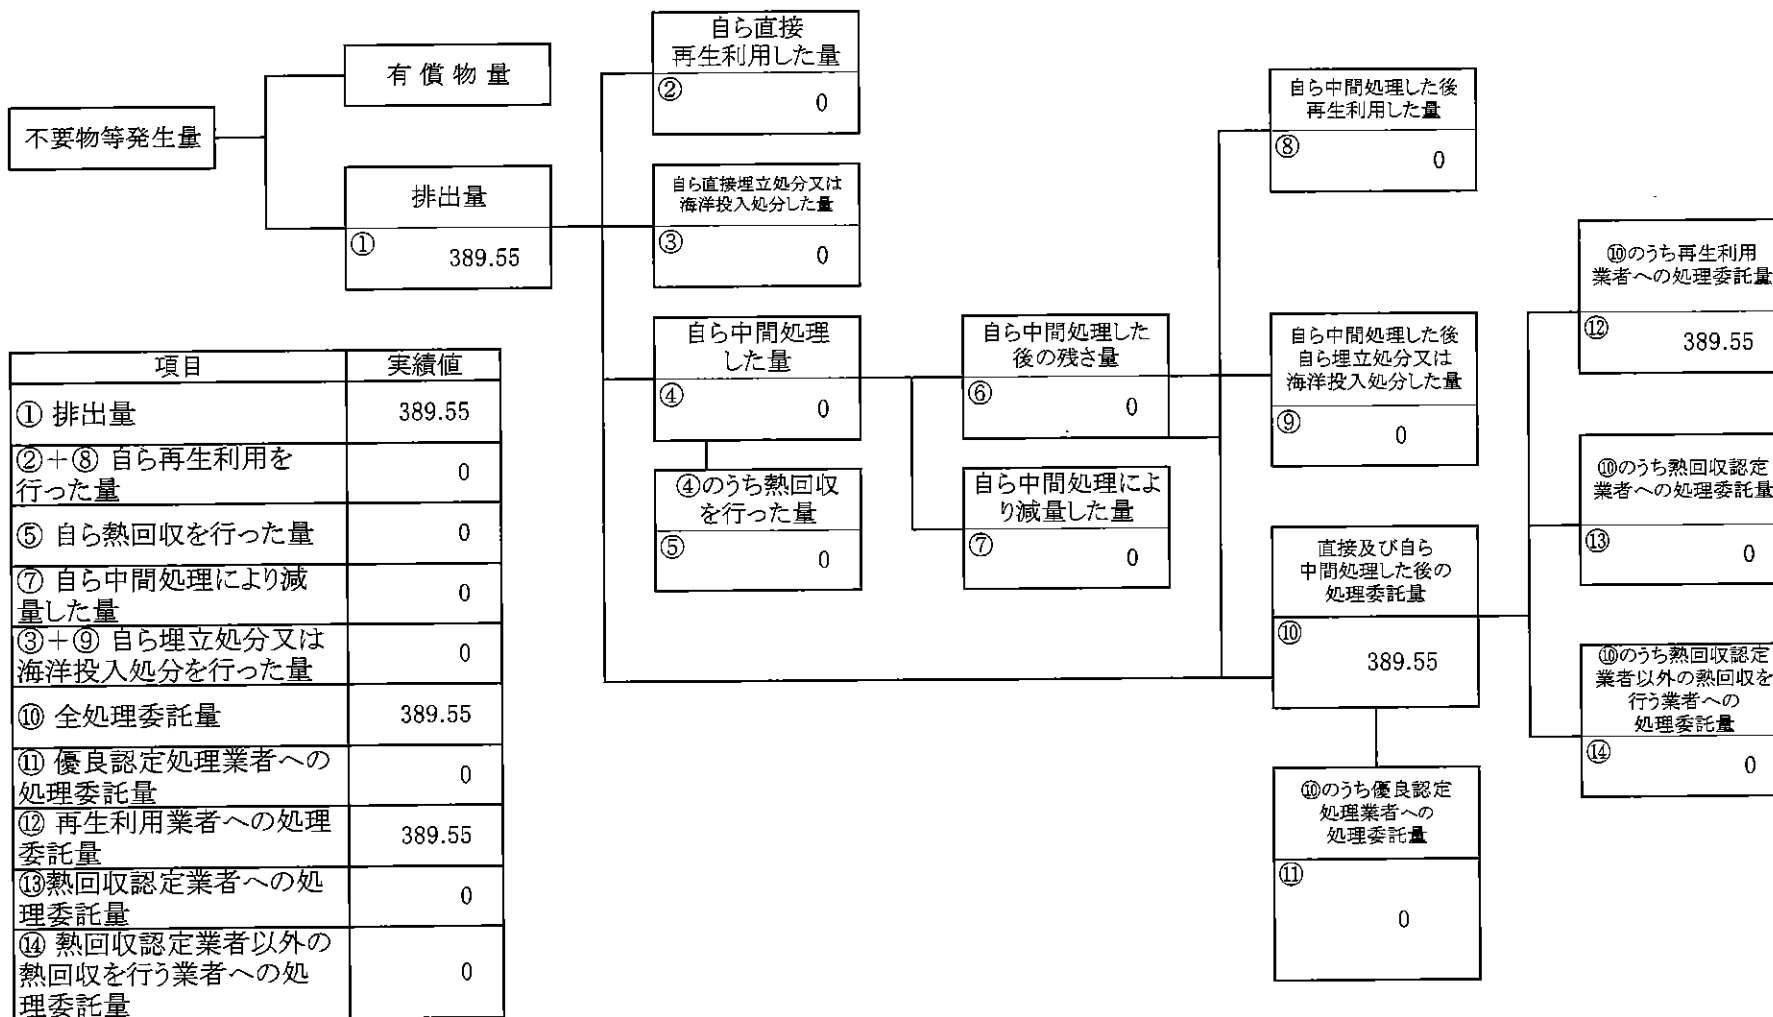 不要物等発生量
有償物量
排出量
①
389.55
自ら直接
再生利用した量
②
0
自ら直接埋立処分又は
海洋投入処分した量
③
0
自ら中間処理
した量
④
0
④のうち熱回収
を行った量
⑤
0
自ら中間処理した
後の残さ量
⑥
0
自ら中間処理によ
り減量した量
⑦
0
自ら中間処理した後
再生利用した量
⑧
0
自ら中間処理した後
自ら埋立処分又は
海洋投入処分した量
⑨
0
直接及び自ら
中間処理した後の
処理委託量
⑩
389.55
⑩のうち優良認定
処理業者への
処理委託量
⑪
0
⑩のうち再生利用
業者への処理委託量
⑫
389.55
⑩のうち熱回収認定
業者への処理委託量
⑬
0
⑩のうち熱回収認定
業者以外の熱回収を
行う業者への
処理委託量
⑭
0
項目 実績値
① 排出量 389.55
②＋⑧ 自ら再生利用を
行った量 0
⑤ 自ら熱回収を行った量 0
⑦ 自ら中間処理により減
量した量 0
③＋⑨ 自ら埋立処分又は
海洋投入処分を行った量 0
⑩ 全処理委託量 389.55
⑪ 優良認定処理業者への
処理委託量 0
⑫ 再生利用業者への処理
委託量 389.55
⑬熱回収認定業者への処
理委託量 0
⑭ 熱回収認定業者以外の
熱回収を行う業者への処
理委託量 0